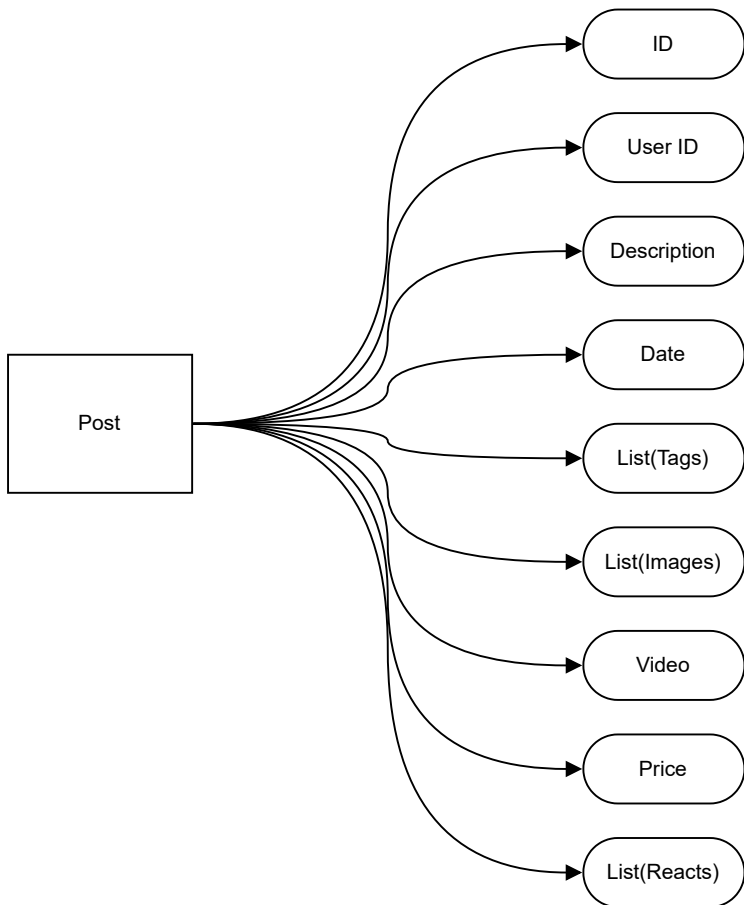 ID
User ID
Description
Date
Post
List(Tags)
List(Images)
Video
Price
List(Reacts)